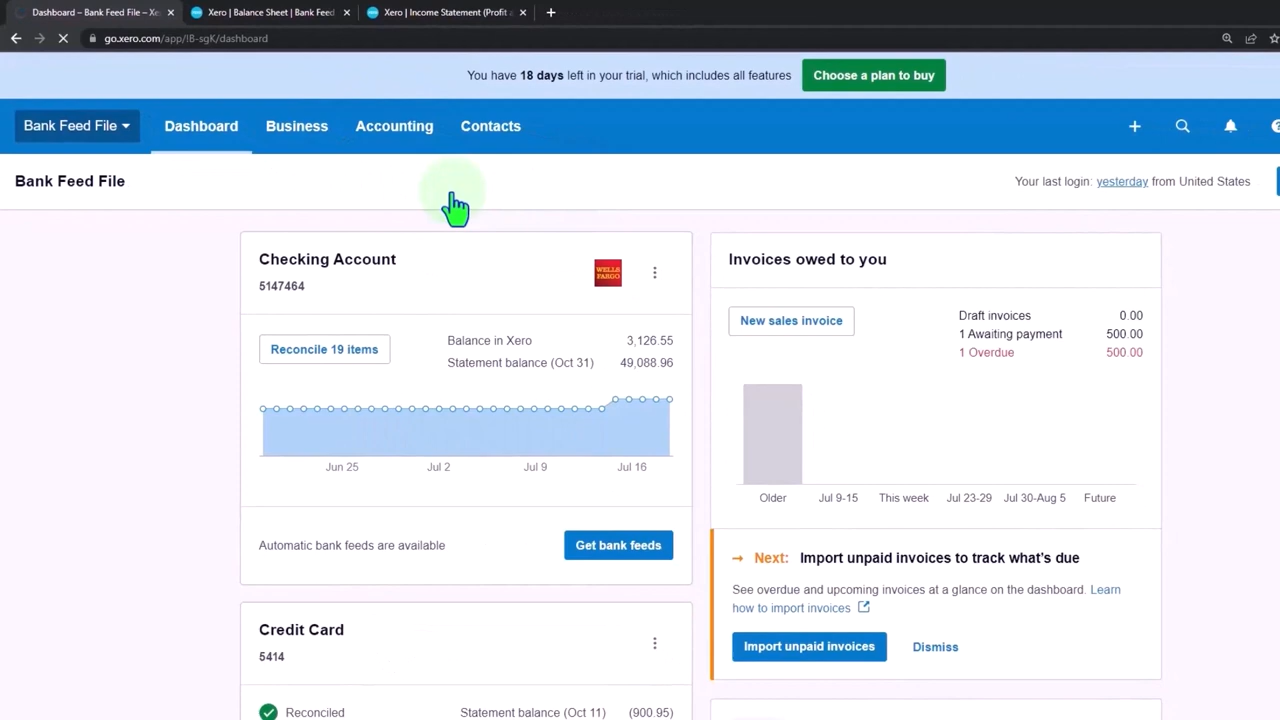 Dashboard – Bank Feed File – Xe
Xero | Balance Sheet | Bank Feed
Xero | Income Statement (Profit a
go.xero.com/app/!B-sgK/dashboard
You have 18 days left in your trial, which includes all features
Choose a plan to buy
Bank Feed File
Dashboard
Business
Accounting
Contacts
Bank Feed File
Your last login: yesterday from United States
Checking Account
5147464
WELLS FARGO
Reconcile 19 items
Balance in Xero 3,126.55
Statement balance (Oct 31) 49,088.96
Jun 25 Jul 2 Jul 9 Jul 16
Automatic bank feeds are available
Get bank feeds
Credit Card
5414
Reconciled
Statement balance (Oct 11) (900.95)
Invoices owed to you
New sales invoice
Draft invoices 0.00
1 Awaiting payment 500.00
1 Overdue 500.00
Older Jul 9-15 This week Jul 23-29 Jul 30-Aug 5 Future
→ Next: Import unpaid invoices to track what's due
See overdue and upcoming invoices at a glance on the dashboard. Learn
how to import invoices
Import unpaid invoices
Dismiss